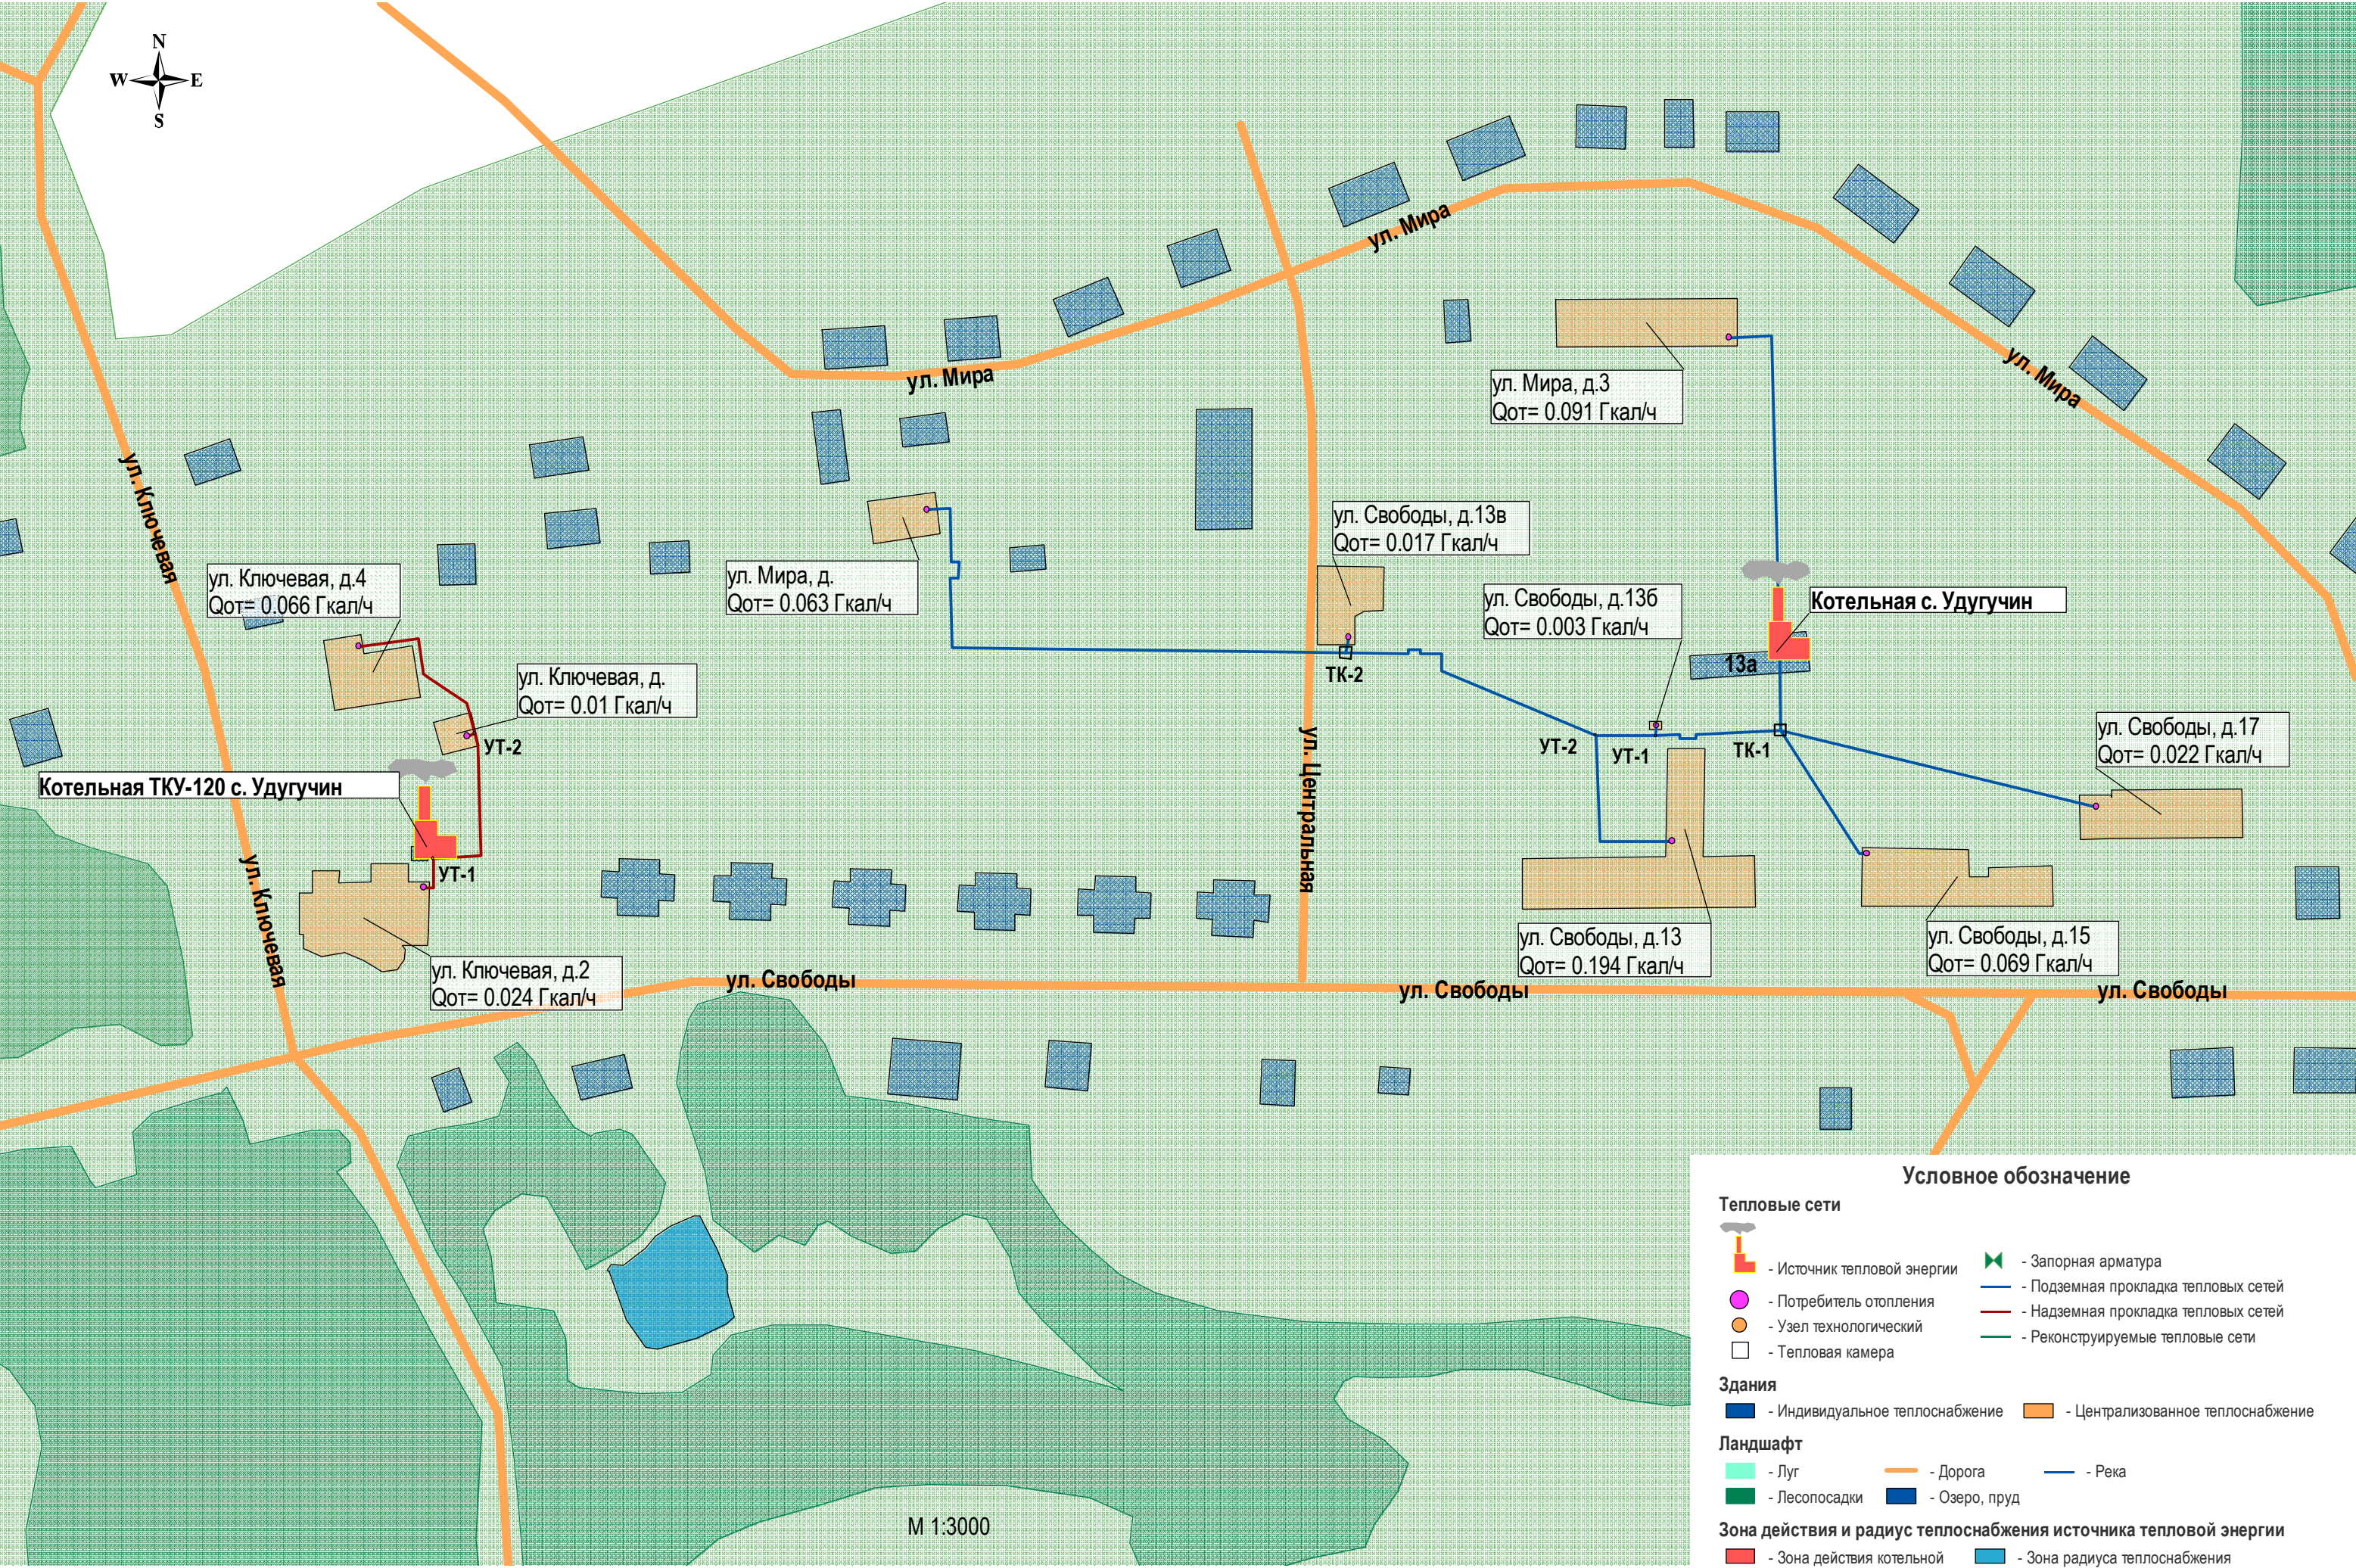 N
W E
S
ул. Мира
ул. Мира
ул. Мира
ул. Мира, д.3
Qот= 0.091 Гкал/ч
ул. Ключевая
ул. Свободы, д.13в
Qот= 0.017 Гкал/ч
ул. Ключевая, д.4
Qот= 0.066 Гкал/ч
ул. Мира, д.
Qот= 0.063 Гкал/ч
ул. Свободы, д.13б
Qот= 0.003 Гкал/ч
Котельная с. Удугучин
13а
ТК-2
ул. Ключевая, д.
Qот= 0.01 Гкал/ч
УТ-2
УТ-2
УТ-1
ТК-1
ул. Свободы, д.17
Qот= 0.022 Гкал/ч
Котельная ТКУ-120 с. Удугучин
ул. Центральная
УТ-1
ул. Ключевая
ул. Ключевая, д.2
Qот= 0.024 Гкал/ч
ул. Свободы, д.13
Qот= 0.194 Гкал/ч
ул. Свободы, д.15
Qот= 0.069 Гкал/ч
ул. Свободы
ул. Свободы
ул. Свободы
Условное обозначение
Тепловые сети
- Источник тепловой энергии
- Запорная арматура
- Подземная прокладка тепловых сетей
- Потребитель отопления
- Надземная прокладка тепловых сетей
- Узел технологический
- Реконструируемые тепловые сети
- Тепловая камера
Здания
- Индивидуальное теплоснабжение
- Централизованное теплоснабжение
Ландшафт
- Луг
- Дорога
- Река
- Лесопосадки
- Озеро, пруд
Зона действия и радиус теплоснабжения источника тепловой энергии
- Зона действия котельной
- Зона радиуса теплоснабжения
М 1:3000